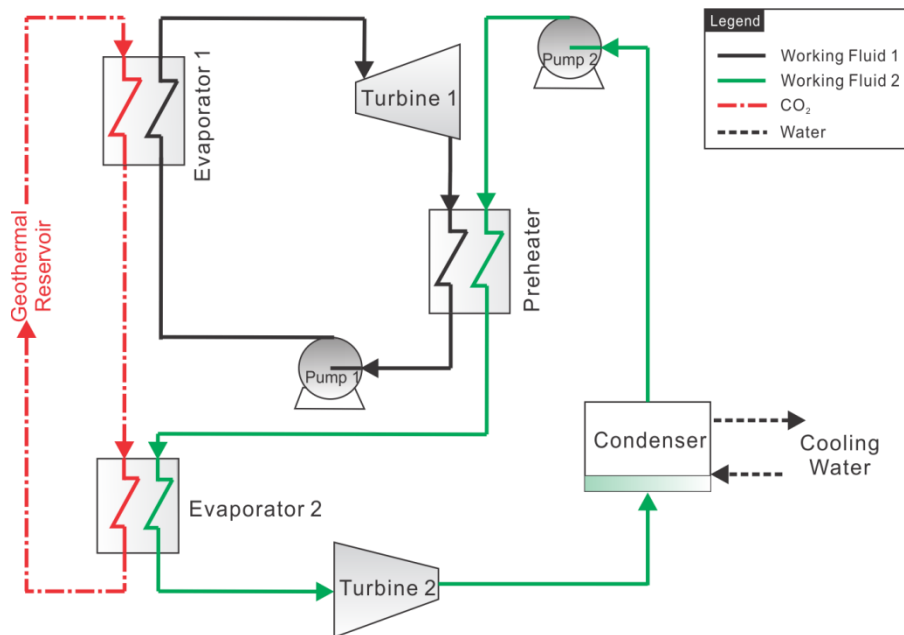 Legend
Working Fluid 1
Working Fluid 2
CO₂
Water
Evaporator 1
Turbine 1
Pump 2
Geothermal
Reservoir
Preheater
Pump 1
Condenser
Cooling
Water
Evaporator 2
Turbine 2